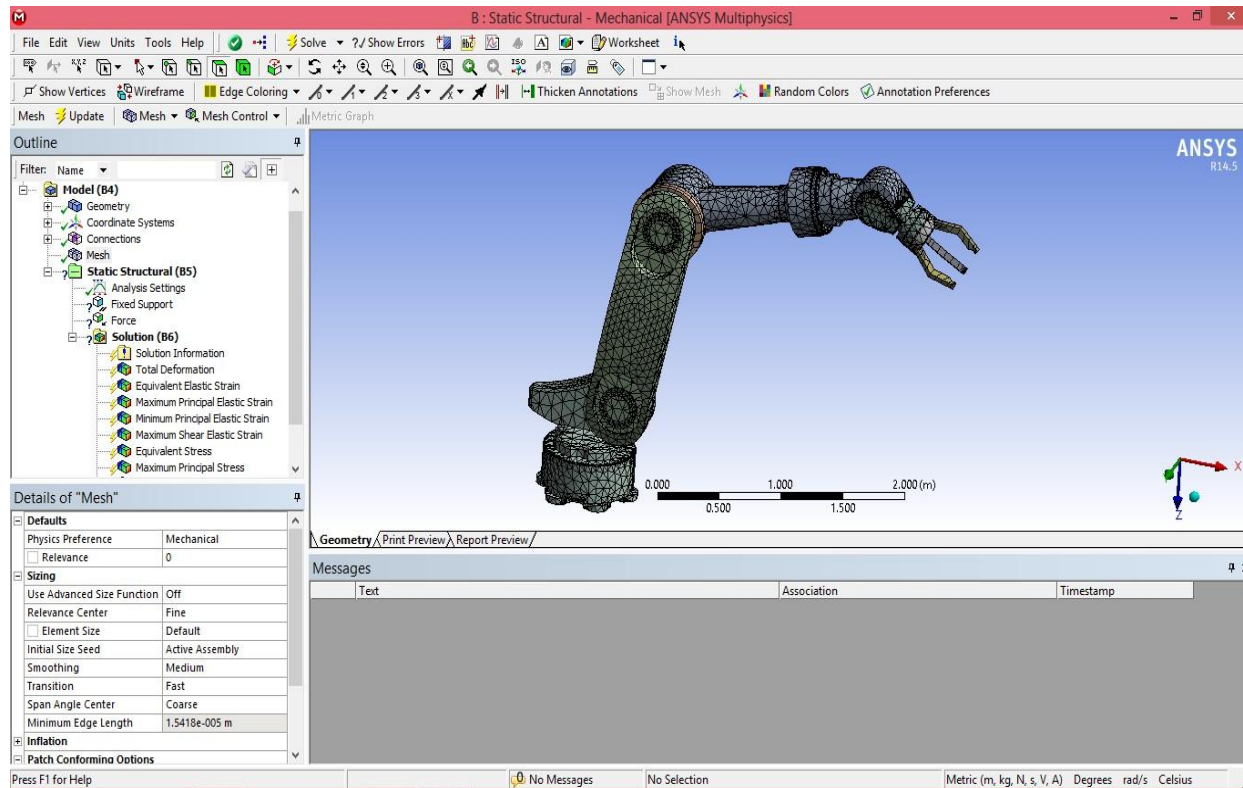 B : Static Structural - Mechanical [ANSYS Multiphysics]
File Edit View Units Tools Help Solve ?/ Show Errors Worksheet
Show Vertices Wireframe Edge Coloring Thicken Annotations Show Mesh Random Colors Annotation Preferences
Mesh Update Mesh Mesh Control Metric Graph
Outline
Filter: Name
Model (B4)
Geometry
Coordinate Systems
Connections
Mesh
Static Structural (B5)
Analysis Settings
Fixed Support
Force
Solution (B6)
Solution Information
Total Deformation
Equivalent Elastic Strain
Maximum Principal Elastic Strain
Minimum Principal Elastic Strain
Maximum Shear Elastic Strain
Equivalent Stress
Maximum Principal Stress
ANSYS
R14.5
0.000 1.000 2.000 (m)
0.500 1.500
X
Z
Details of "Mesh"
Defaults
Physics Preference Mechanical
Relevance 0
Sizing
Use Advanced Size Function Off
Relevance Center Fine
Element Size Default
Initial Size Seed Active Assembly
Smoothing Medium
Transition Fast
Span Angle Center Coarse
Minimum Edge Length 1.5418e-005 m
Inflation
Patch Conforming Options
Geometry Print Preview Report Preview
Messages
Text Association Timestamp
Press F1 for Help 0 No Messages No Selection Metric (m, kg, N, s, V, A) Degrees rad/s Celsius